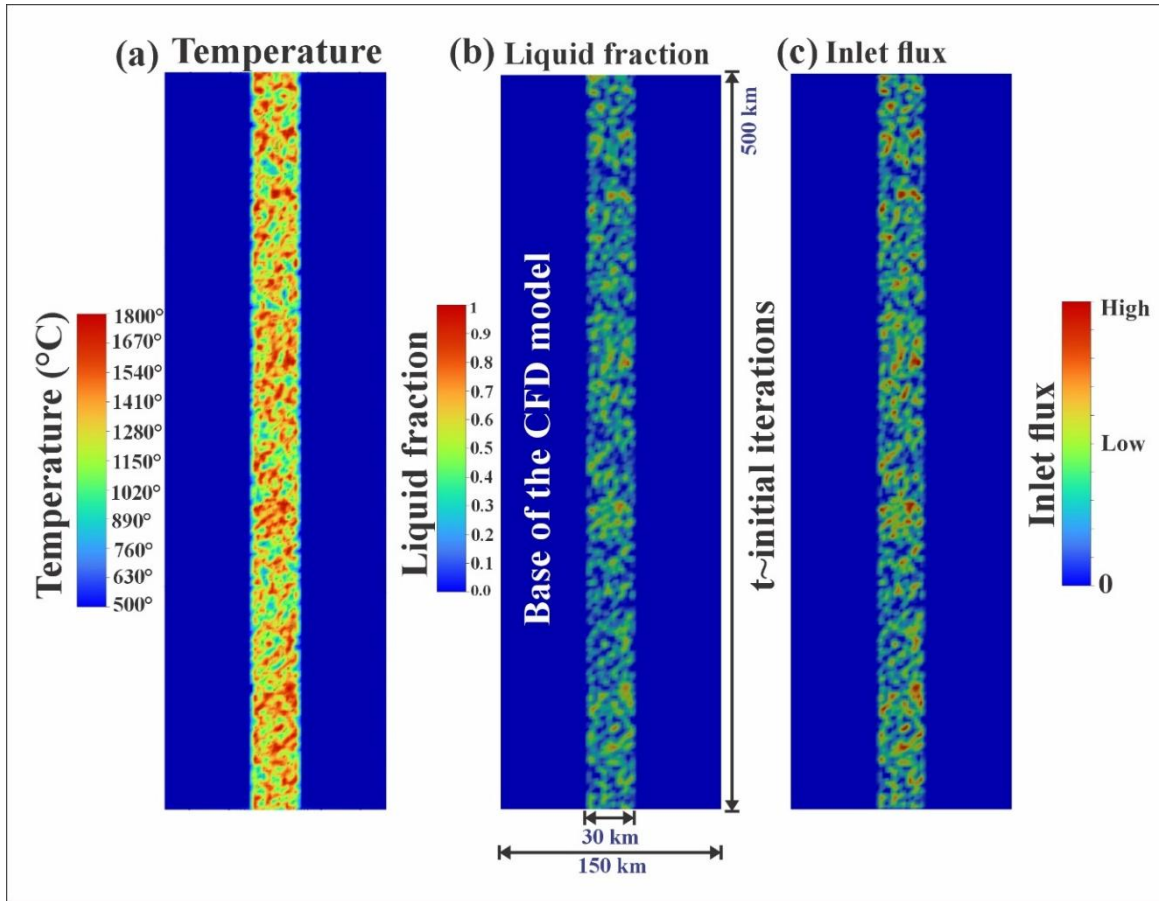 (a) Temperature
(b) Liquid fraction
(c) Inlet flux
Temperature (°C)
1800°
1670°
1540°
1410°
1280°
1150°
1020°
890°
760°
630°
500°
Liquid fraction
1
0.9
0.8
0.7
0.6
0.5
0.4
0.3
0.2
0.1
0.0
Base of the CFD model
500 km
t~initial iterations
30 km
150 km
Inlet flux
High
Low
0